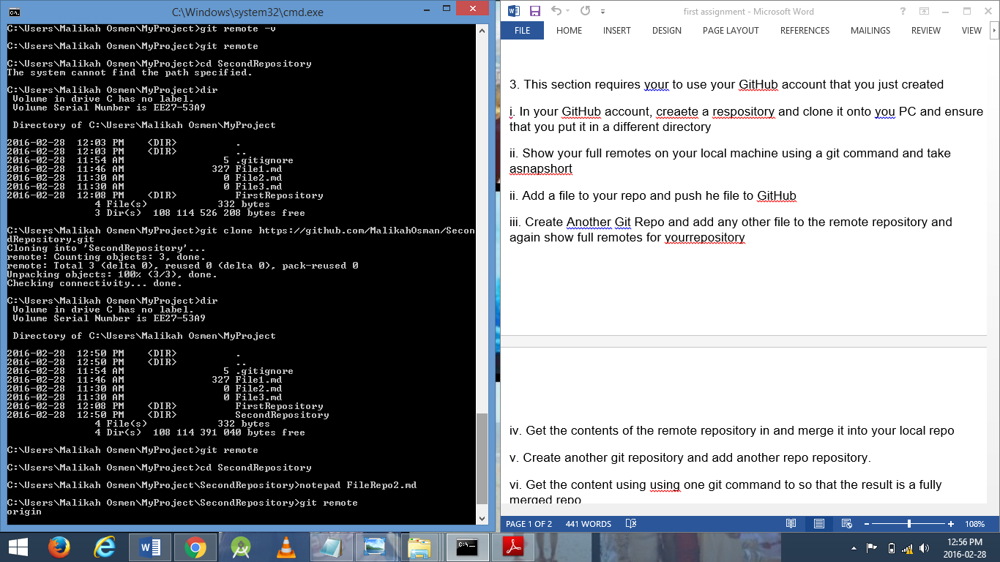 C:\Windows\system32\cmd.exe
C:\Users\Malikah Osmen\MyProject>git remote -v
C:\Users\Malikah Osmen\MyProject>git remote
C:\Users\Malikah Osmen\MyProject>cd SecondRepository
The system cannot find the path specified.
C:\Users\Malikah Osmen\MyProject>dir
Volume in drive C has no label.
Volume Serial Number is EE27-53A9
Directory of C:\Users\Malikah Osmen\MyProject
2016-02-28 12:03 PM <DIR> .
2016-02-28 12:03 PM <DIR> ..
2016-02-28 11:54 AM 5 .gitignore
2016-02-28 11:46 AM 327 File1.md
2016-02-28 11:30 AM 0 File2.md
2016-02-28 11:30 AM 0 File3.md
2016-02-28 12:08 PM <DIR> FirstRepository
4 File(s) 332 bytes
3 Dir(s) 108 114 526 208 bytes free
C:\Users\Malikah Osmen\MyProject>git clone https://github.com/MalikahOsman/Secon
dRepository.git
Cloning into 'SecondRepository'...
remote: Counting objects: 3, done.
remote: Total 3 (delta 0), reused 0 (delta 0), pack-reused 0
Unpacking objects: 100% (3/3), done.
Checking connectivity... done.
C:\Users\Malikah Osmen\MyProject>dir
Volume in drive C has no label.
Volume Serial Number is EE27-53A9
Directory of C:\Users\Malikah Osmen\MyProject
2016-02-28 12:50 PM <DIR> .
2016-02-28 12:50 PM <DIR> ..
2016-02-28 11:54 AM 5 .gitignore
2016-02-28 11:46 AM 327 File1.md
2016-02-28 11:30 AM 0 File2.md
2016-02-28 11:30 AM 0 File3.md
2016-02-28 12:08 PM <DIR> FirstRepository
2016-02-28 12:50 PM <DIR> SecondRepository
4 File(s) 332 bytes
4 Dir(s) 108 114 391 040 bytes free
C:\Users\Malikah Osmen\MyProject>git remote
C:\Users\Malikah Osmen\MyProject>cd SecondRepository
C:\Users\Malikah Osmen\MyProject\SecondRepository>notepad FileRepo2.md
C:\Users\Malikah Osmen\MyProject\SecondRepository>git remote
origin
first assignment - Microsoft Word
FILE HOME INSERT DESIGN PAGE LAYOUT REFERENCES MAILINGS REVIEW VIEW
3. This section requires your to use your GitHub account that you just created
i. In your GitHub account, creaete a respository and clone it onto you PC and ensure
that you put it in a different directory
ii. Show your full remotes on your local machine using a git command and take
asnapshort
ii. Add a file to your repo and push he file to GitHub
iii. Create Another Git Repo and add any other file to the remote repository and
again show full remotes for yourrepository
iv. Get the contents of the remote repository in and merge it into your local repo
v. Create another git repository and add another repo repository.
vi. Get the content using using one git command to so that the result is a fully
merged repo
PAGE 1 OF 2 441 WORDS 108%
12:56 PM
2016-02-28